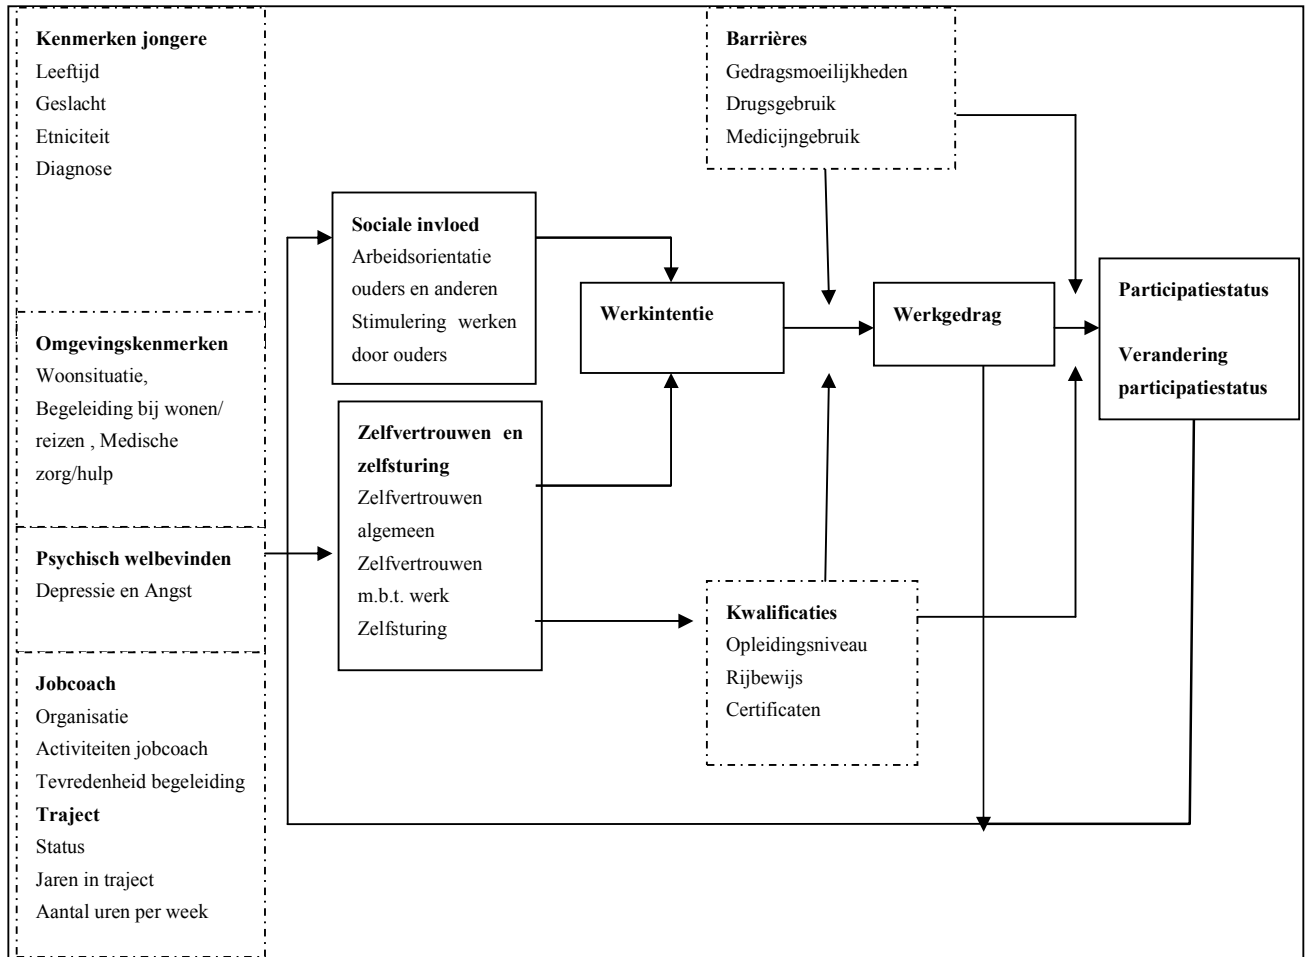 Kenmerken jongere
Leeftijd
Geslacht
Etniciteit
Diagnose
Omgevingskenmerken
Woonsituatie,
Begeleiding bij wonen/
reizen , Medische
zorg/hulp
Psychisch welbevinden
Depressie en Angst
Jobcoach
Organisatie
Activiteiten jobcoach
Tevredenheid begeleiding
Traject
Status
Jaren in traject
Aantal uren per week
Sociale invloed
Arbeidsorientatie
ouders en anderen
Stimulering werken
door ouders
Zelfvertrouwen en
zelfsturing
Zelfvertrouwen
algemeen
Zelfvertrouwen
m.b.t. werk
Zelfsturing
Werkintentie
Barrières
Gedragsmoeilijkheden
Drugsgebruik
Medicijngebruik
Kwalificaties
Opleidingsniveau
Rijbewijs
Certificaten
Werkgedrag
Participatiestatus
Verandering
participatiestatus